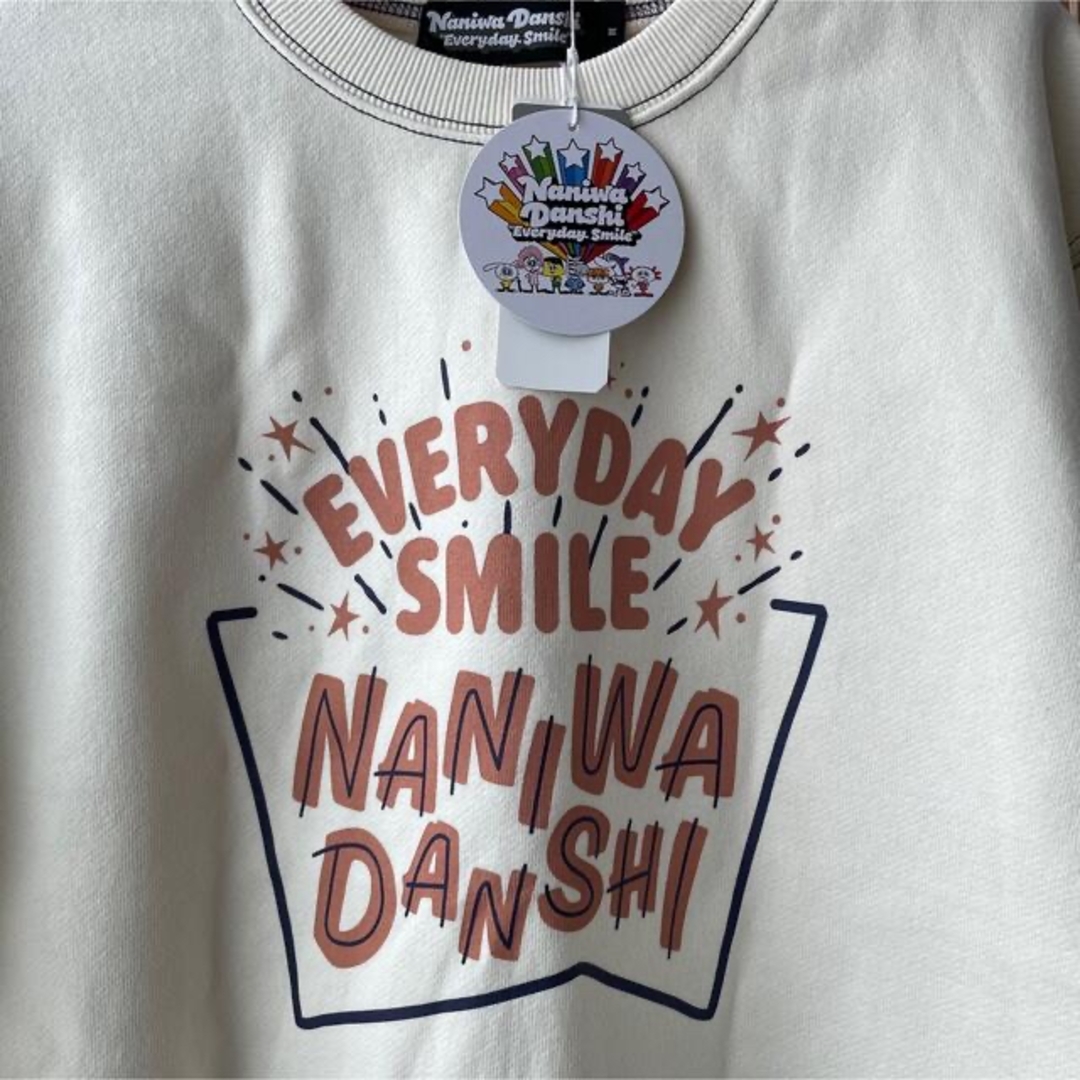 Naniwa Danshi
"Everyday Smile"
M
Naniwa
Danshi
"Everyday Smile"
EVERYDAY
SMILE
NANIWA
DANSHI